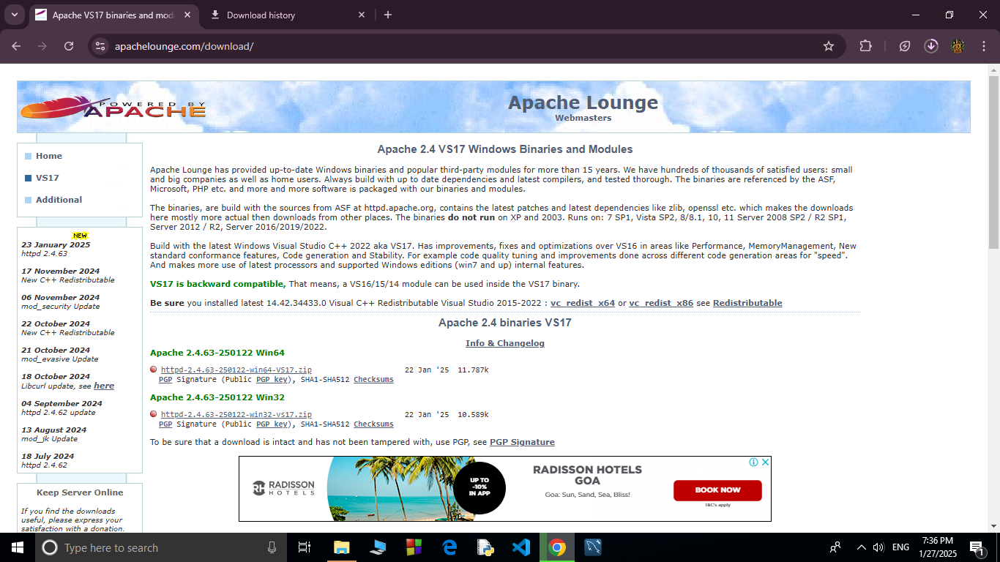 Apache VS17 binaries and mod
Download history
apachelounge.com/download/
POWERED BY
APACHE
Apache Lounge
Webmasters
Home
VS17
Additional
NEW
23 January 2025
httpd 2.4.63
17 November 2024
New C++ Redistributable
06 November 2024
mod_security Update
22 October 2024
New C++ Redistributable
21 October 2024
mod_evasive Update
18 October 2024
Libcurl update, see here
04 September 2024
httpd 2.4.62 update
13 August 2024
mod_jk Update
18 July 2024
httpd 2.4.62
Keep Server Online
If you find the downloads
useful, please express your
satisfaction with a donation.
Apache 2.4 VS17 Windows Binaries and Modules
Apache Lounge has provided up-to-date Windows binaries and popular third-party modules for more than 15 years. We have hundreds of thousands of satisfied users: small
and big companies as well as home users. Always build with up to date dependencies and latest compilers, and tested thorough. The binaries are referenced by the ASF,
Microsoft, PHP etc. and more and more software is packaged with our binaries and modules.
The binaries, are build with the sources from ASF at httpd.apache.org, contains the latest patches and latest dependencies like zlib, openssl etc. which makes the downloads
here mostly more actual then downloads from other places. The binaries do not run on XP and 2003. Runs on: 7 SP1, Vista SP2, 8/8.1, 10, 11 Server 2008 SP2 / R2 SP1,
Server 2012 / R2, Server 2016/2019/2022.
Build with the latest Windows Visual Studio C++ 2022 aka VS17. Has improvements, fixes and optimizations over VS16 in areas like Performance, MemoryManagement, New
standard conformance features, Code generation and Stability. For example code quality tuning and improvements done across different code generation areas for "speed".
And makes more use of latest processors and supported Windows editions (win7 and up) internal features.
VS17 is backward compatible, That means, a VS16/15/14 module can be used inside the VS17 binary.
Be sure you installed latest 14.42.34433.0 Visual C++ Redistributable Visual Studio 2015-2022 : vc_redist_x64 or vc_redist_x86 see Redistributable
Apache 2.4 binaries VS17
Info & Changelog
Apache 2.4.63-250122 Win64
httpd-2.4.63-250122-win64-VS17.zip 22 Jan '25 11.787k
PGP Signature (Public PGP key), SHA1-SHA512 Checksums
Apache 2.4.63-250122 Win32
httpd-2.4.63-250122-win32-vs17.zip 22 Jan '25 10.589k
PGP Signature (Public PGP key), SHA1-SHA512 Checksums
To be sure that a download is intact and has not been tampered with, use PGP, see PGP Signature
RH RADISSON
HOTELS
UP TO
-10%
IN APP
RADISSON HOTELS
GOA
Goa: Sun, Sand, Sea, Bliss!
BOOK NOW
T&C's apply
Type here to search
ENG
7:36 PM
1/27/2025
1